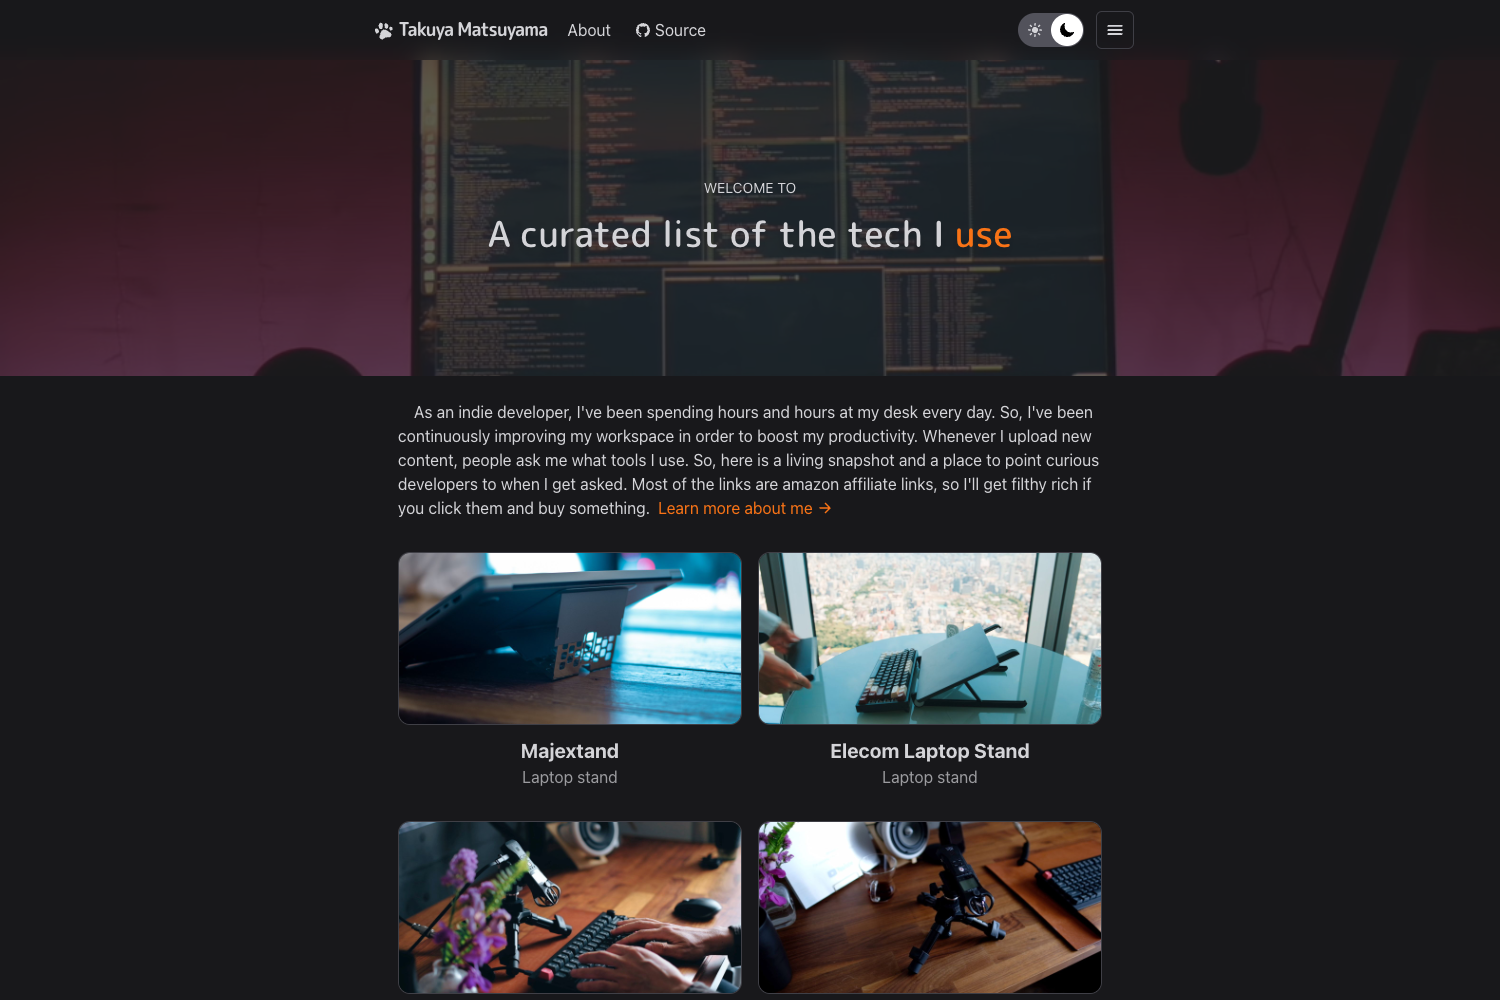 Takuya Matsuyama About Source
WELCOME TO
A curated list of the tech I use
As an indie developer, I've been spending hours and hours at my desk every day. So, I've been
continuously improving my workspace in order to boost my productivity. Whenever I upload new
content, people ask me what tools I use. So, here is a living snapshot and a place to point curious
developers to when I get asked. Most of the links are amazon affiliate links, so I'll get filthy rich if
you click them and buy something. Learn more about me →
Majextand
Laptop stand
Elecom Laptop Stand
Laptop stand